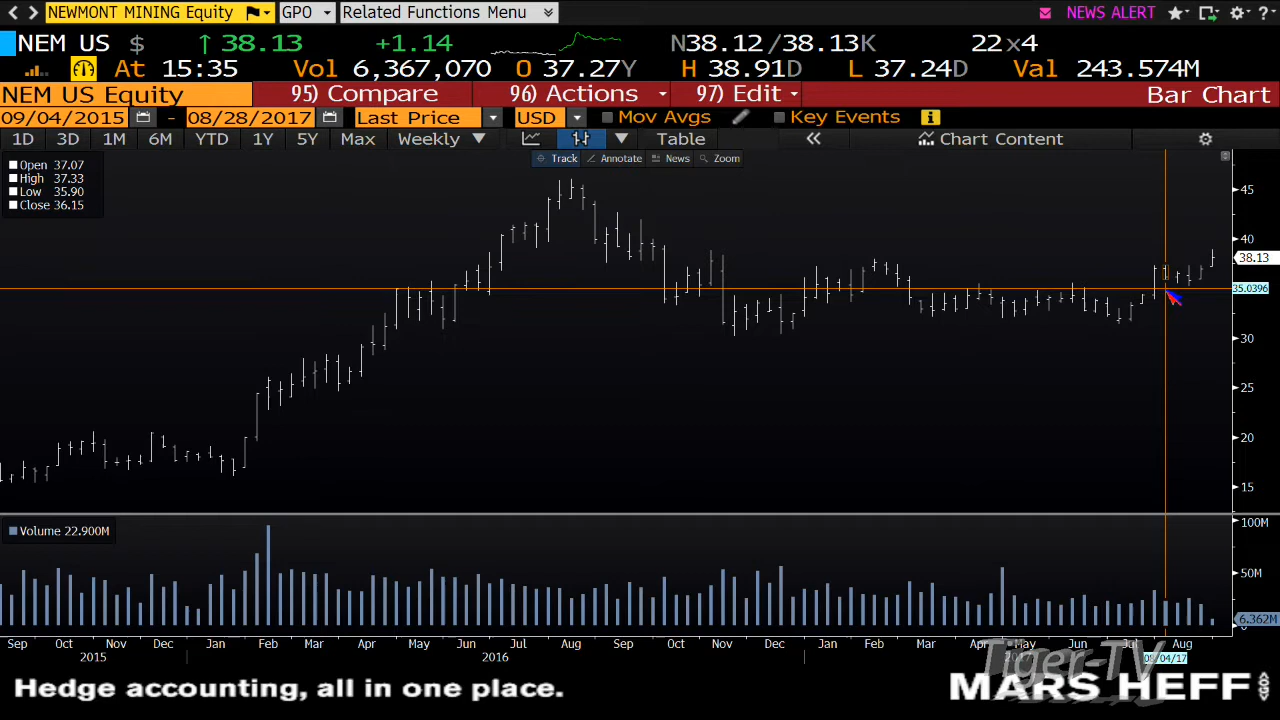 NEWMONT MINING Equity GPO Related Functions Menu NEWS ALERT ?
NEM US $ ↑ 38.13 +1.14 N38.12/38.13K 22x4
At 15:35 Vol 6,367,070 O 37.27Y H 38.91D L 37.24D Val 243.574M
NEM US Equity 95) Compare 96) Actions 97) Edit Bar Chart
09/04/2015 - 08/28/2017 Last Price USD Mov Avgs Key Events
1D 3D 1M 6M YTD 1Y 5Y Max Weekly Table « Chart Content
Track Annotate News Zoom
Open 37.07
High 37.33
Low 35.90
Close 36.15
45
40
38.13
35.0396
30
25
20
15
Volume 22.900M
100M
50M
6.362M
0
Sep Oct Nov Dec Jan Feb Mar Apr May Jun Jul Aug Sep Oct Nov Dec Jan Feb Mar Apr May Jun Jul Aug
2015 2016 2017 08/04/17
Tiger-TV
Hedge accounting, all in one place. MARS HEFF